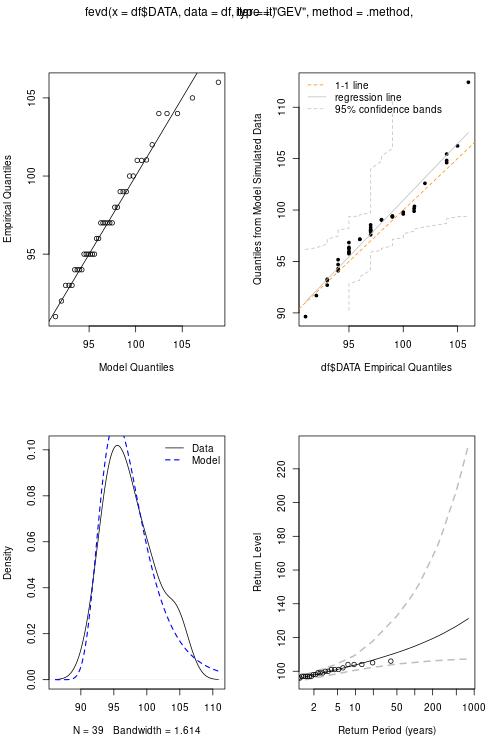 fevd(x = df$DATA, data = df, type = "GEV", method = .method,
Empirical Quantiles
95
100
105
95
100
105
Model Quantiles
1-1 line
regression line
95% confidence bands
Quantiles from Model Simulated Data
90
95
100
105
110
95
100
105
df$DATA Empirical Quantiles
Data
Model
Density
0.00
0.02
0.04
0.06
0.08
0.10
90
95
100
105
110
N = 39 Bandwidth = 1.614
Return Level
100
120
140
160
180
200
220
2
5
10
50
200
1000
Return Period (years)